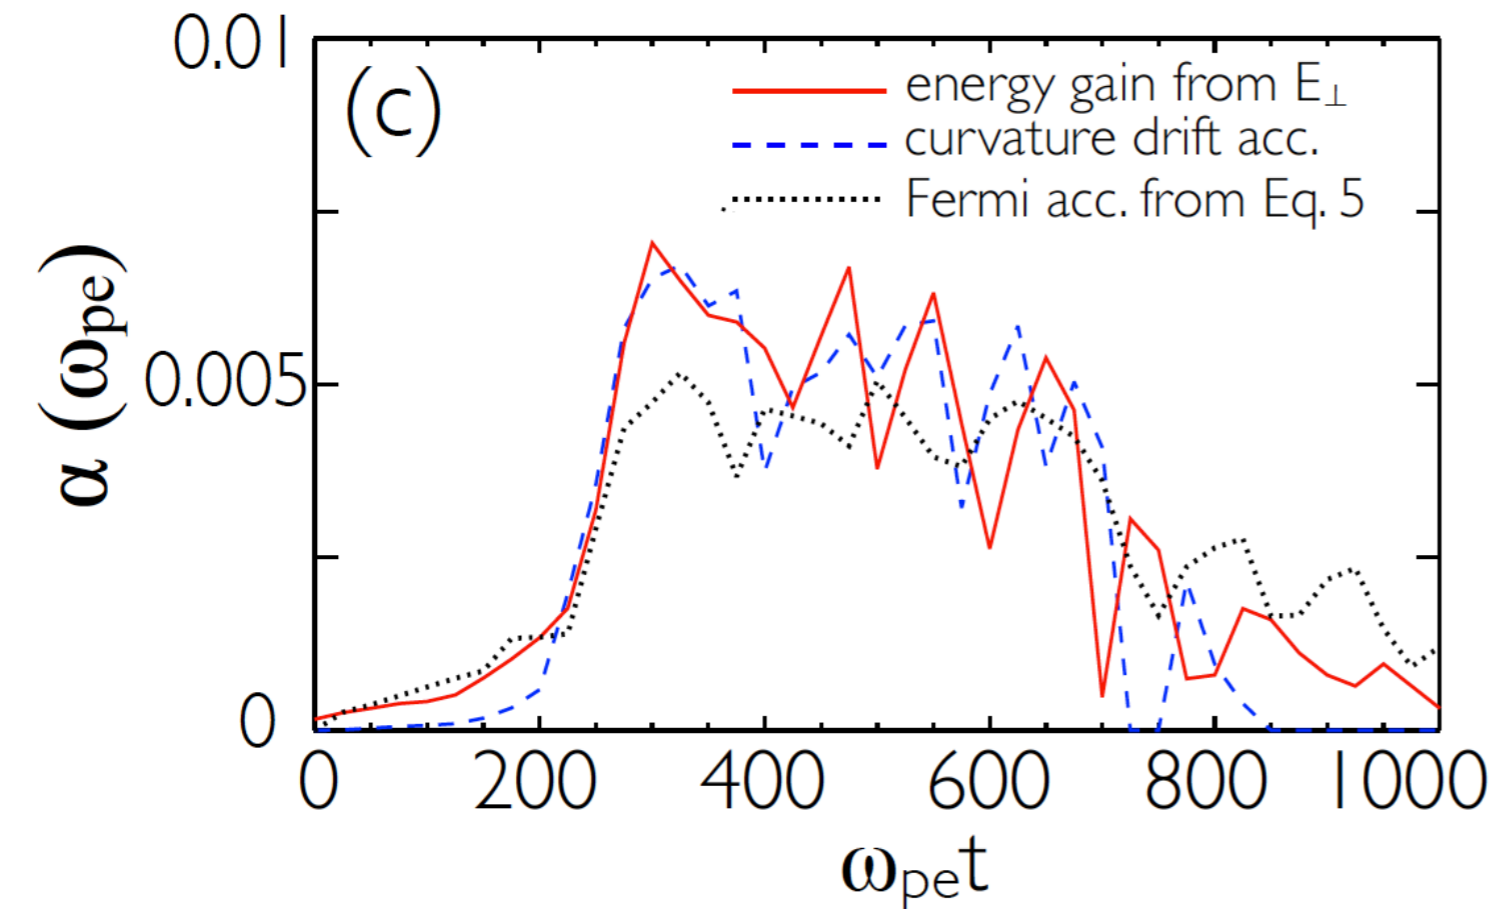 0.01
(c)
energy gain from E⊥
curvature drift acc.
Fermi acc. from Eq. 5
α (ωpe)
0.005
0
0 200 400 600 800 1000
ωpet